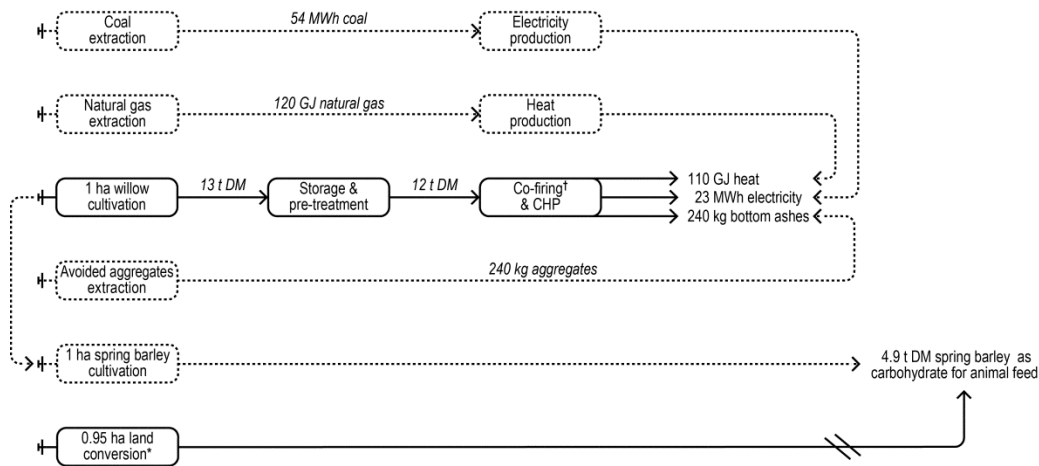 Coal
extraction
54 MWh coal
Electricity
production
Natural gas
extraction
120 GJ natural gas
Heat
production
1 ha willow
cultivation
13 t DM
Storage &
pre-treatment
12 t DM
Co-firing†
& CHP
110 GJ heat
23 MWh electricity
240 kg bottom ashes
Avoided aggregates
extraction
240 kg aggregates
1 ha spring barley
cultivation
4.9 t DM spring barley as
carbohydrate for animal feed
0.95 ha land
conversion*